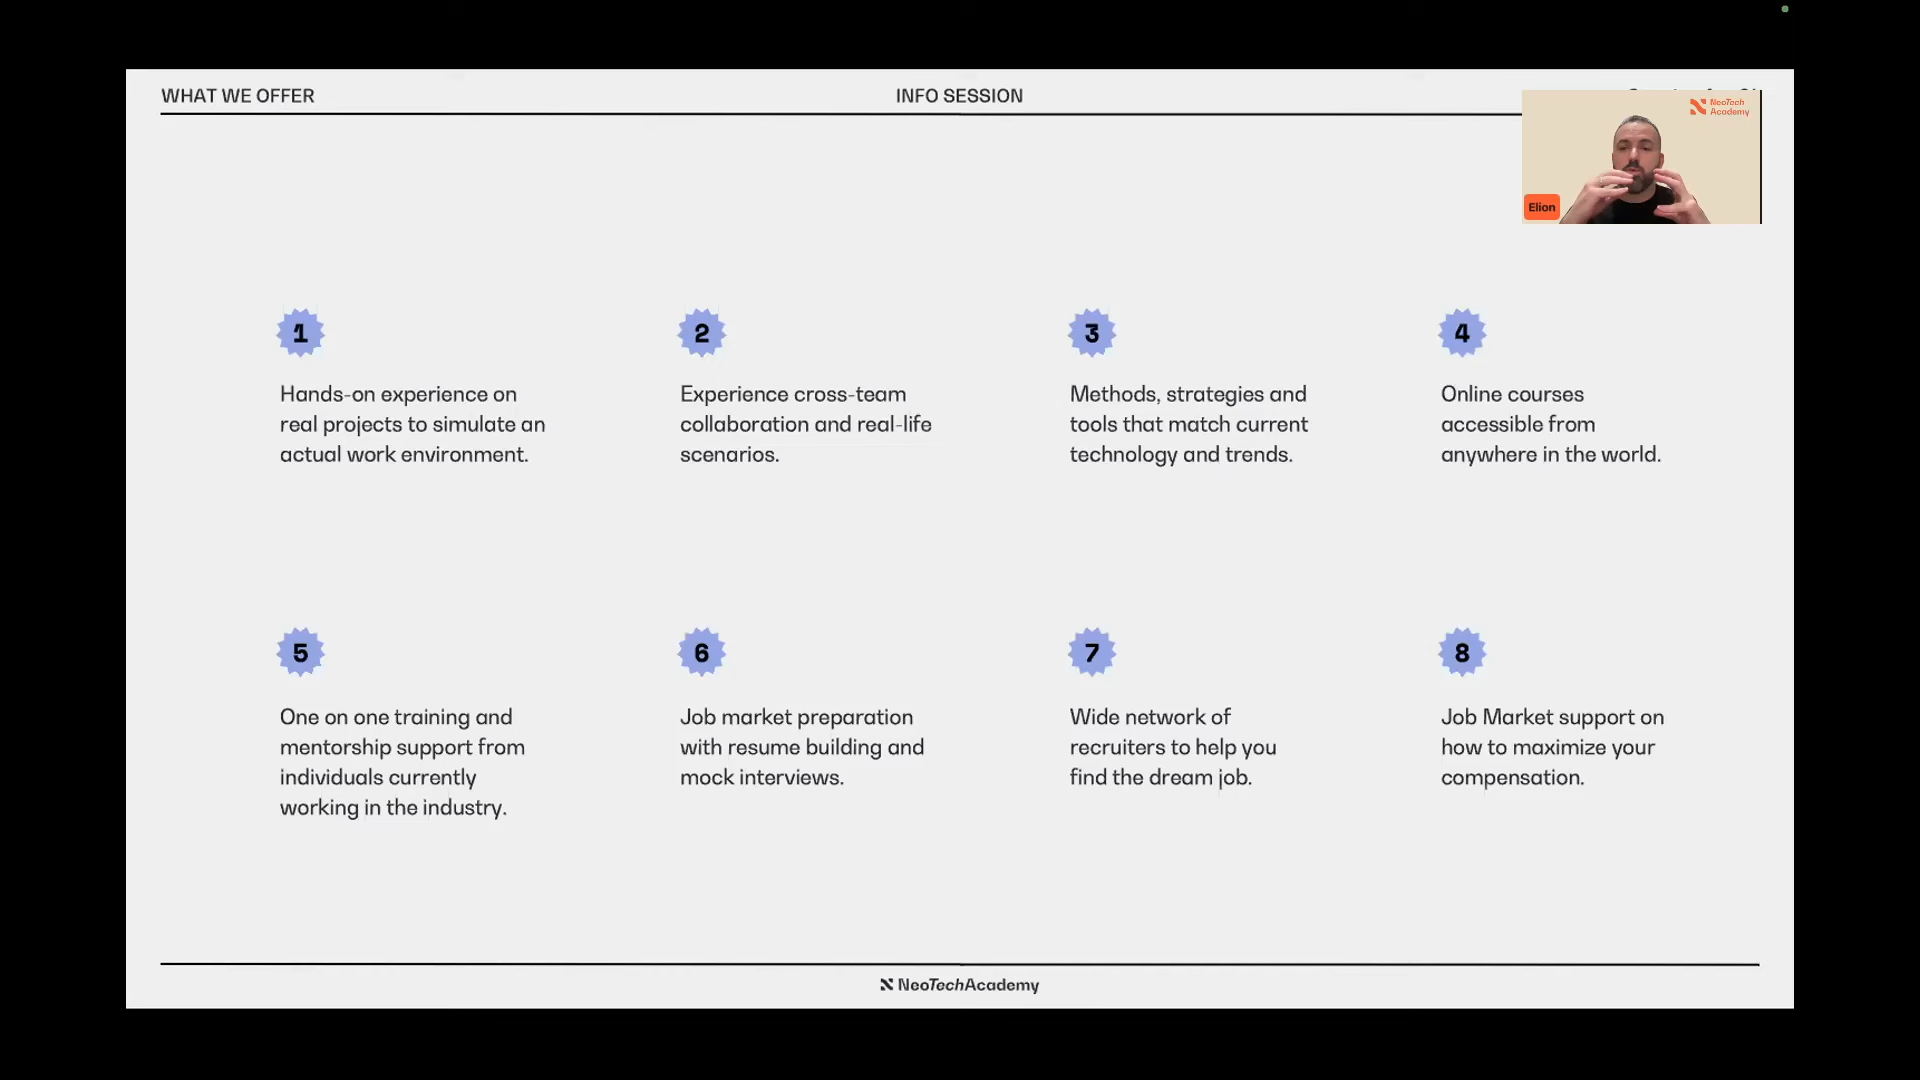 WHAT WE OFFER
INFO SESSION
NeoTech
Academy
Elion
1
Hands-on experience on
real projects to simulate an
actual work environment.
2
Experience cross-team
collaboration and real-life
scenarios.
3
Methods, strategies and
tools that match current
technology and trends.
4
Online courses
accessible from
anywhere in the world.
5
One on one training and
mentorship support from
individuals currently
working in the industry.
6
Job market preparation
with resume building and
mock interviews.
7
Wide network of
recruiters to help you
find the dream job.
8
Job Market support on
how to maximize your
compensation.
NeoTechAcademy